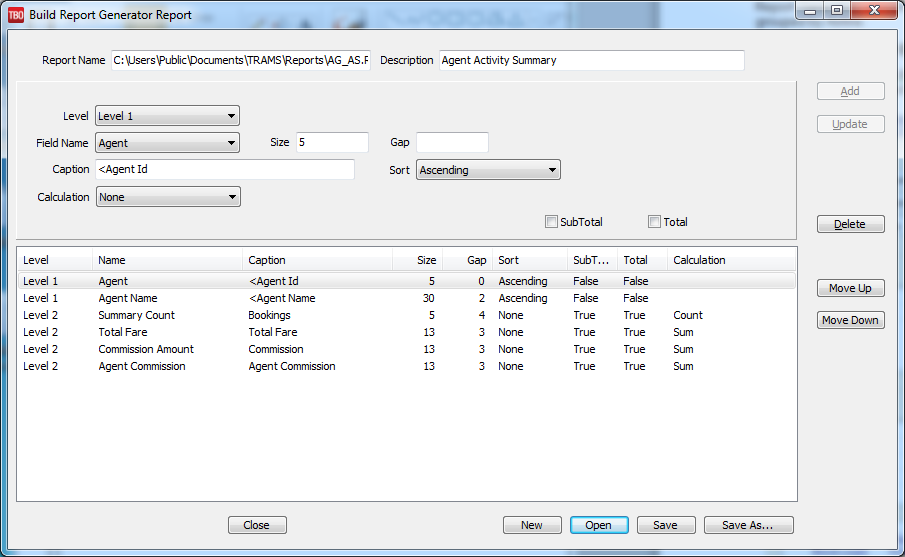 TBO Build Report Generator Report
Report Name C:\Users\Public\Documents\TRAMS\Reports\AG_AS.R Description Agent Activity Summary
Level Level 1
Field Name Agent Size 5 Gap
Caption <Agent Id Sort Ascending
Calculation None
SubTotal Total
Add
Update
Delete
Move Up
Move Down
Level Name Caption Size Gap Sort SubT... Total Calculation
Level 1 Agent <Agent Id 5 0 Ascending False False
Level 1 Agent Name <Agent Name 30 2 Ascending False False
Level 2 Summary Count Bookings 5 4 None True True Count
Level 2 Total Fare Total Fare 13 3 None True True Sum
Level 2 Commission Amount Commission 13 3 None True True Sum
Level 2 Agent Commission Agent Commission 13 3 None True True Sum
Close New Open Save Save As...